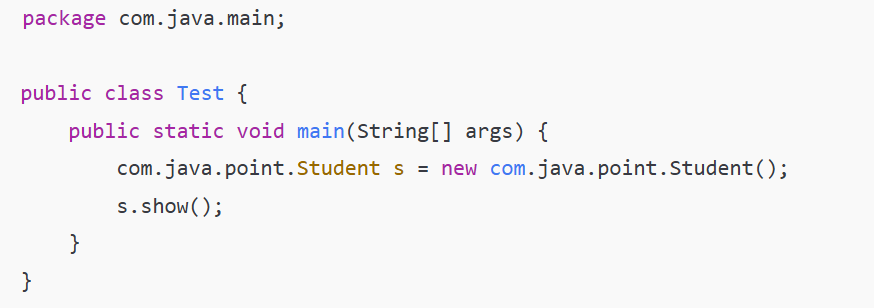 package com.java.main;
public class Test {
public static void main(String[] args) {
com.java.point.Student s = new com.java.point.Student();
s.show();
}
}